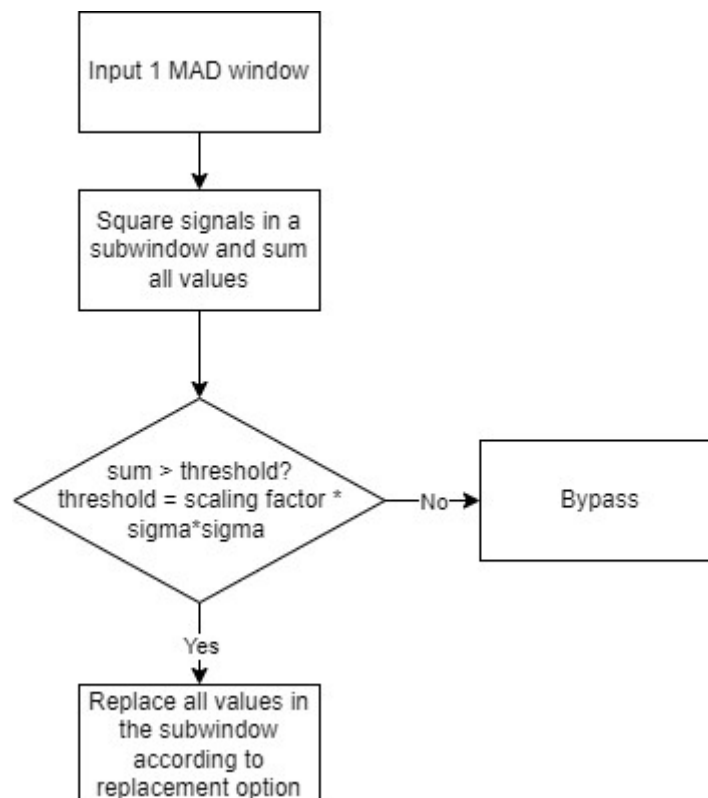 Input 1 MAD window
Square signals in a
subwindow and sum
all values
sum > threshold?
threshold = scaling factor *
sigma*sigma
No
Bypass
Yes
Replace all values in
the subwindow
according to
replacement option